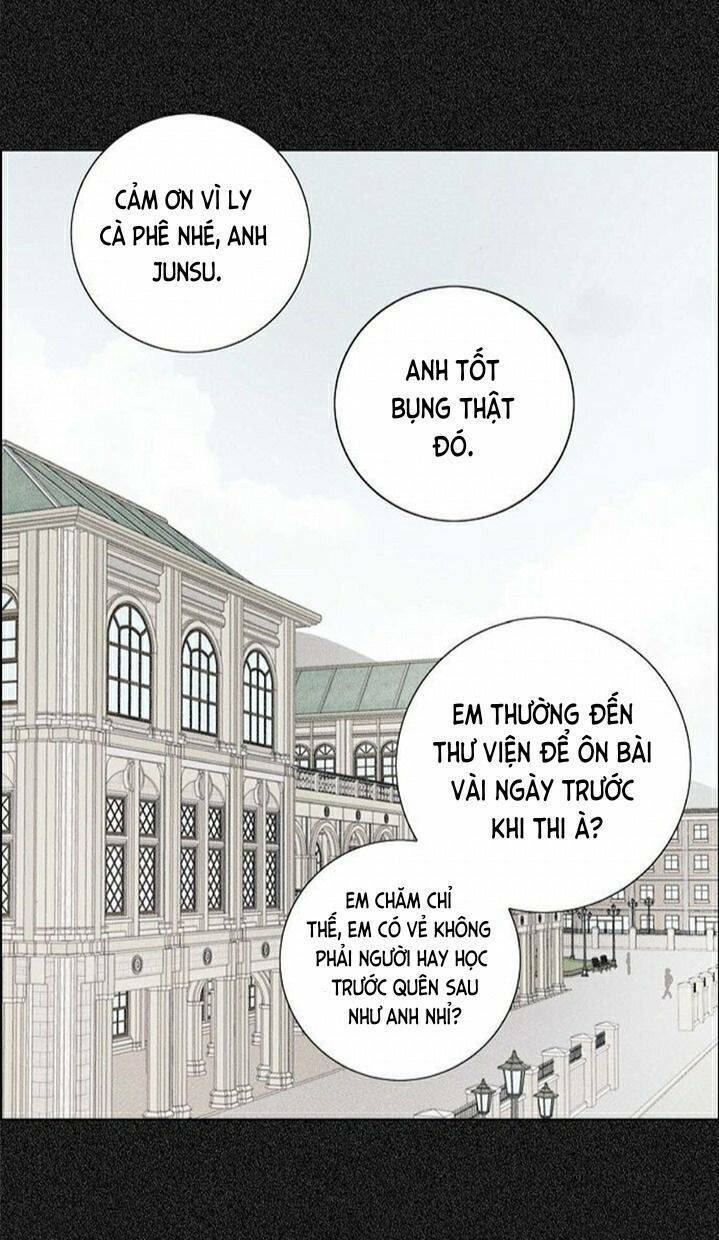 CẢM ƠN VÌ LY
CÀ PHÊ NHÉ, ANH
JUNSU.
ANH TỐT
BỤNG THẬT
ĐÓ.
EM THƯỜNG ĐẾN
THƯ VIỆN ĐỂ ÔN BÀI
VÀI NGÀY TRƯỚC
KHI THI À?
EM CHĂM CHỈ
THẾ, EM CÓ VẺ KHÔNG
PHẢI NGƯỜI HAY HỌC
TRƯỚC QUÊN SAU
NHƯ ANH NHỈ?